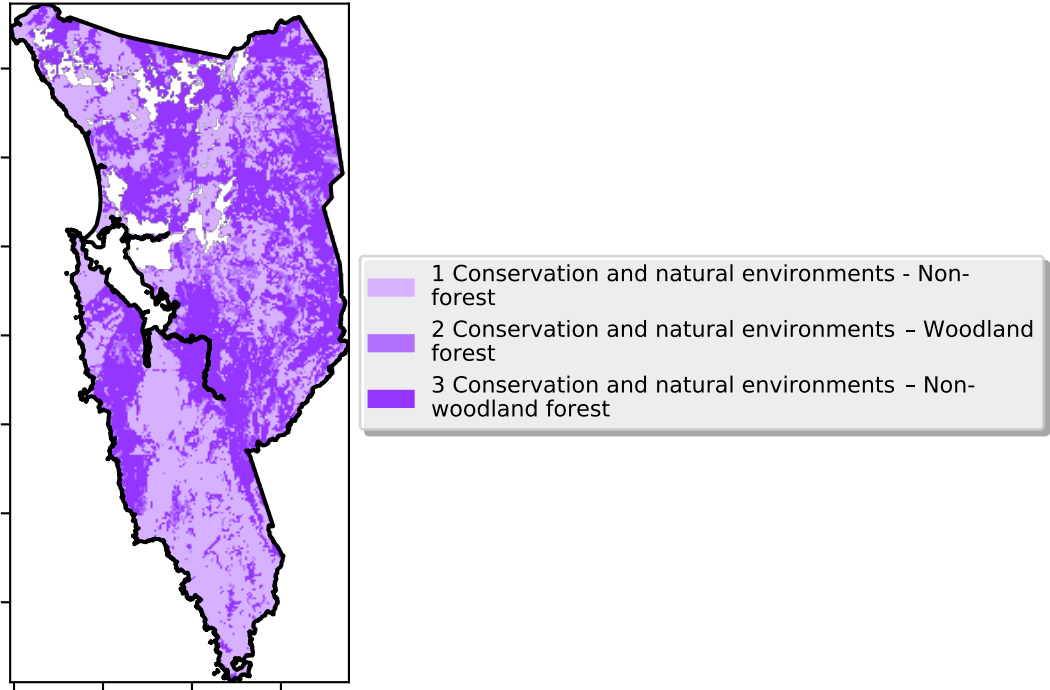 1 Conservation and natural environments - Non-
forest
2 Conservation and natural environments – Woodland
forest
3 Conservation and natural environments – Non-
woodland forest